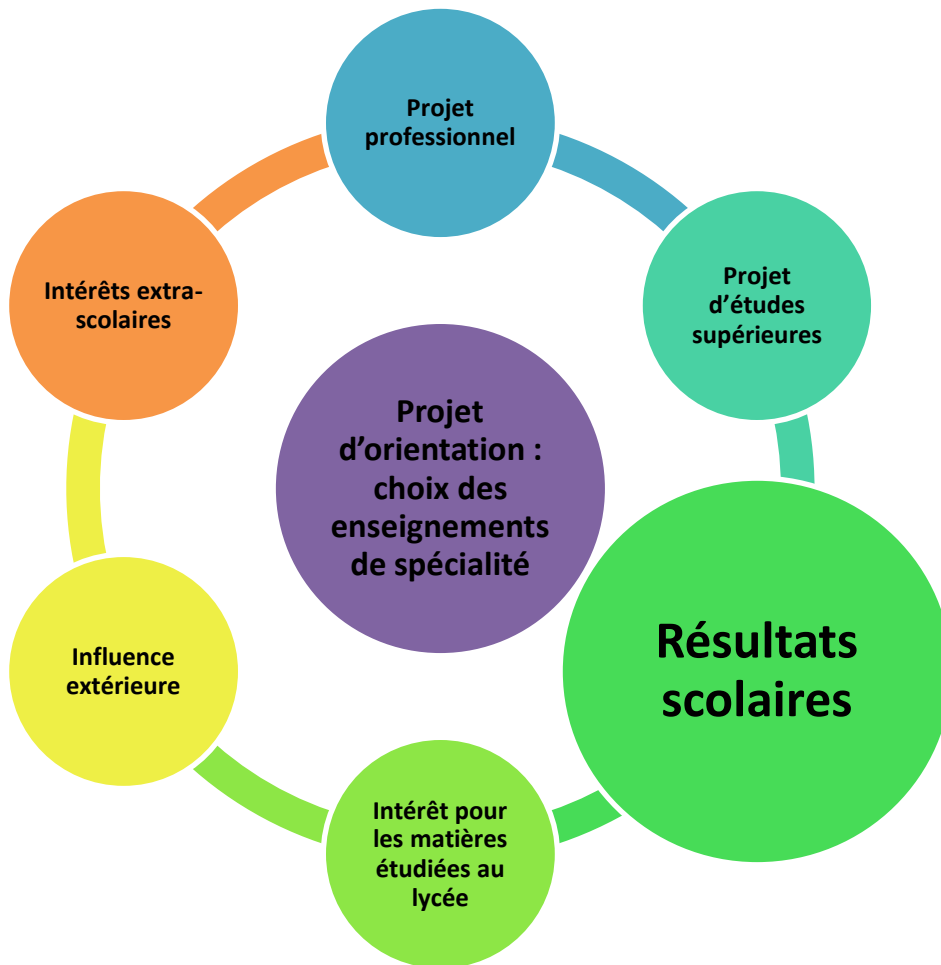 Projet
professionnel
Projet
d'études
supérieures
Résultats
scolaires
Intérêt pour
les matières
étudiées au
lycée
Influence
extérieure
Intérêts extra-
scolaires
Projet
d'orientation :
choix des
enseignements
de spécialité